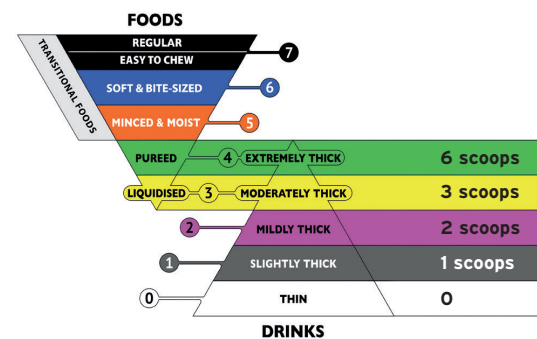 FOODS
REGULAR
7
EASY TO CHEW
TRANSITIONAL FOODS
SOFT & BITE-SIZED 6
MINCED & MOIST 5
PUREED 4 EXTREMELY THICK 6 scoops
LIQUIDISED 3 MODERATELY THICK 3 scoops
2 MILDLY THICK 2 scoops
1 SLIGHTLY THICK 1 scoops
0 THIN 0
DRINKS